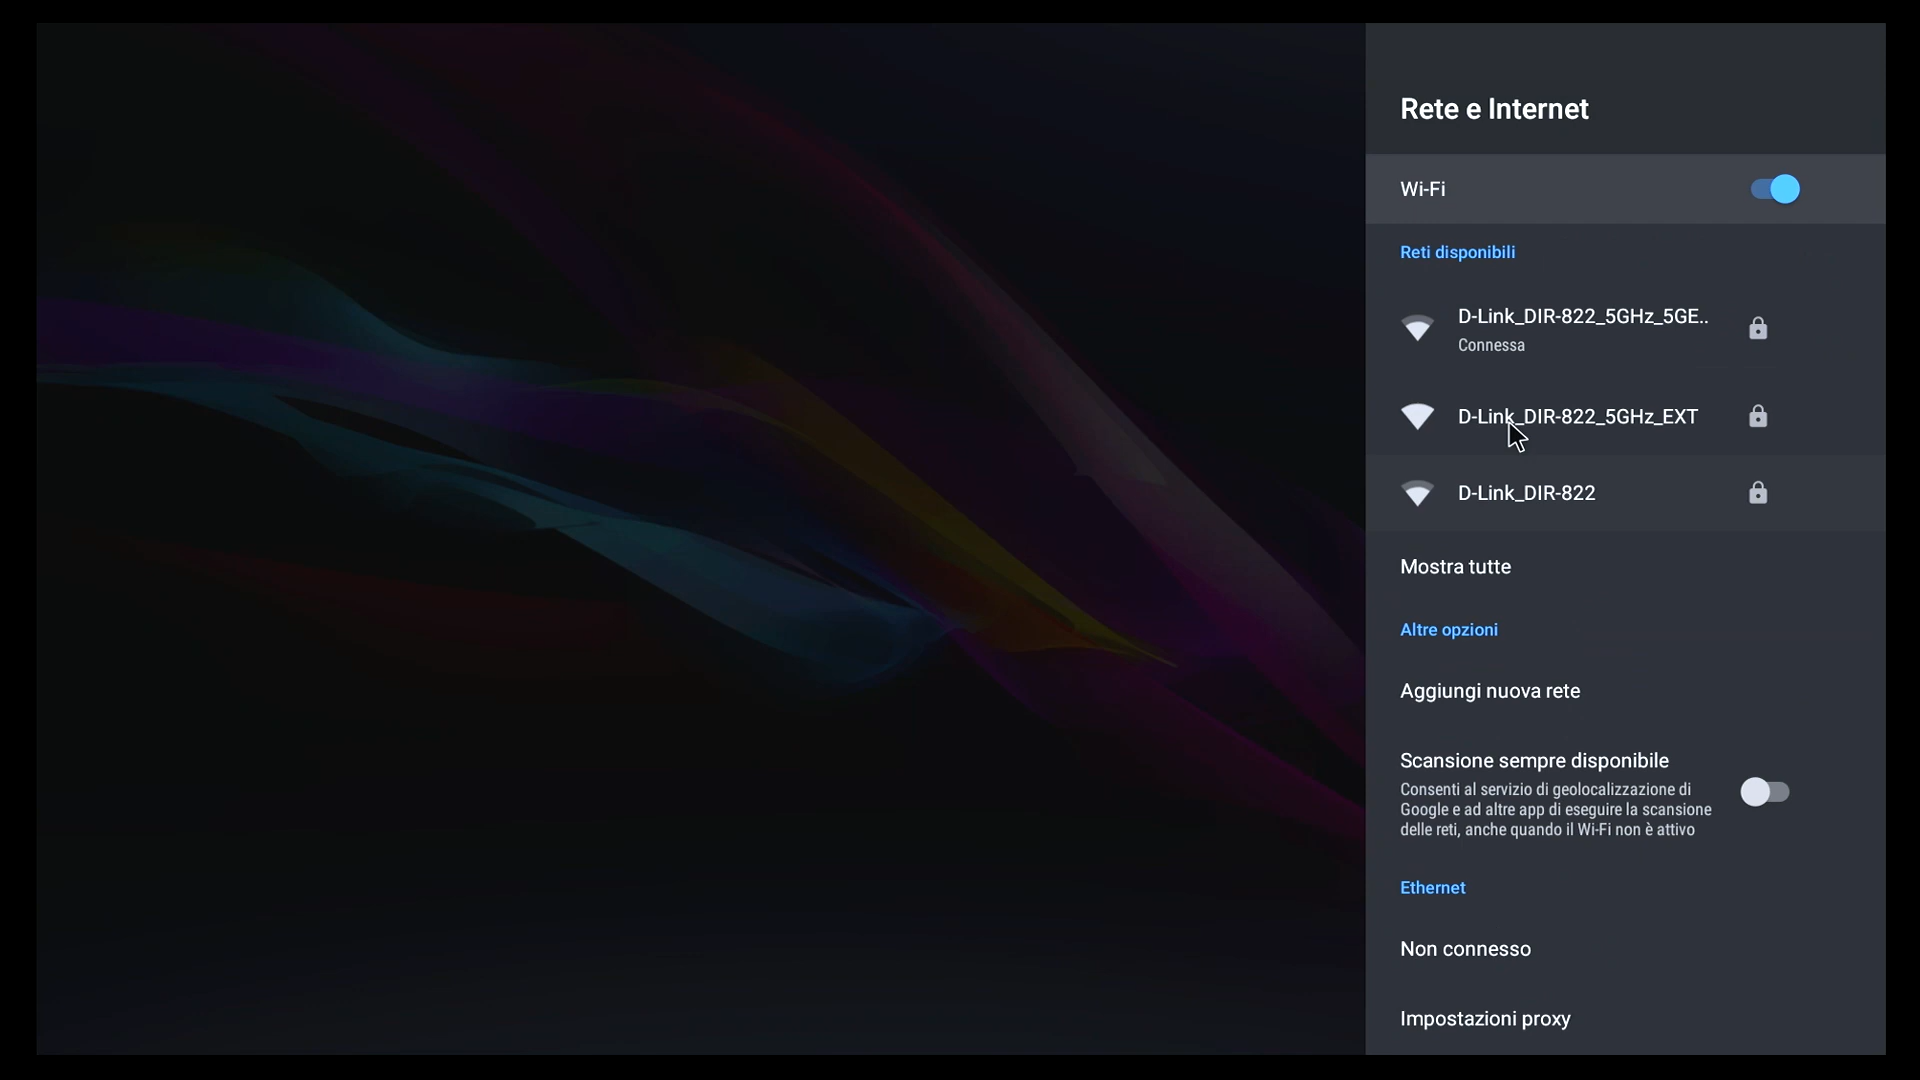 Rete e Internet
Wi-Fi
Reti disponibili
D-Link_DIR-822_5GHz_5GE..
Connessa
D-Link_DIR-822_5GHz_EXT
D-Link_DIR-822
Mostra tutte
Altre opzioni
Aggiungi nuova rete
Scansione sempre disponibile
Consenti al servizio di geolocalizzazione di
Google e ad altre app di eseguire la scansione
delle reti, anche quando il Wi-Fi non è attivo
Ethernet
Non connesso
Impostazioni proxy